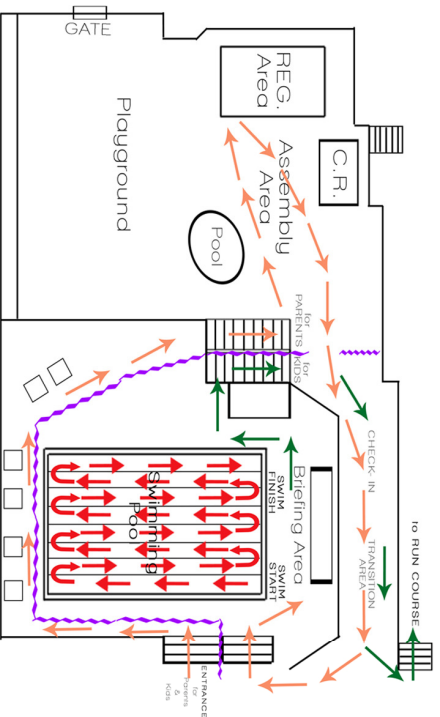 GATE
REG.
Area
C.R.
Playground
Assembly
Area
Pool
for
PARENTS
for
KIDS
CHECK- IN
to RUN COURSE
TRANSITION
AREA
Briefing Area
SWIM
FINISH
SWIM
START
Swimming
Pool
ENTRANCE
for
Parents
&
Kids